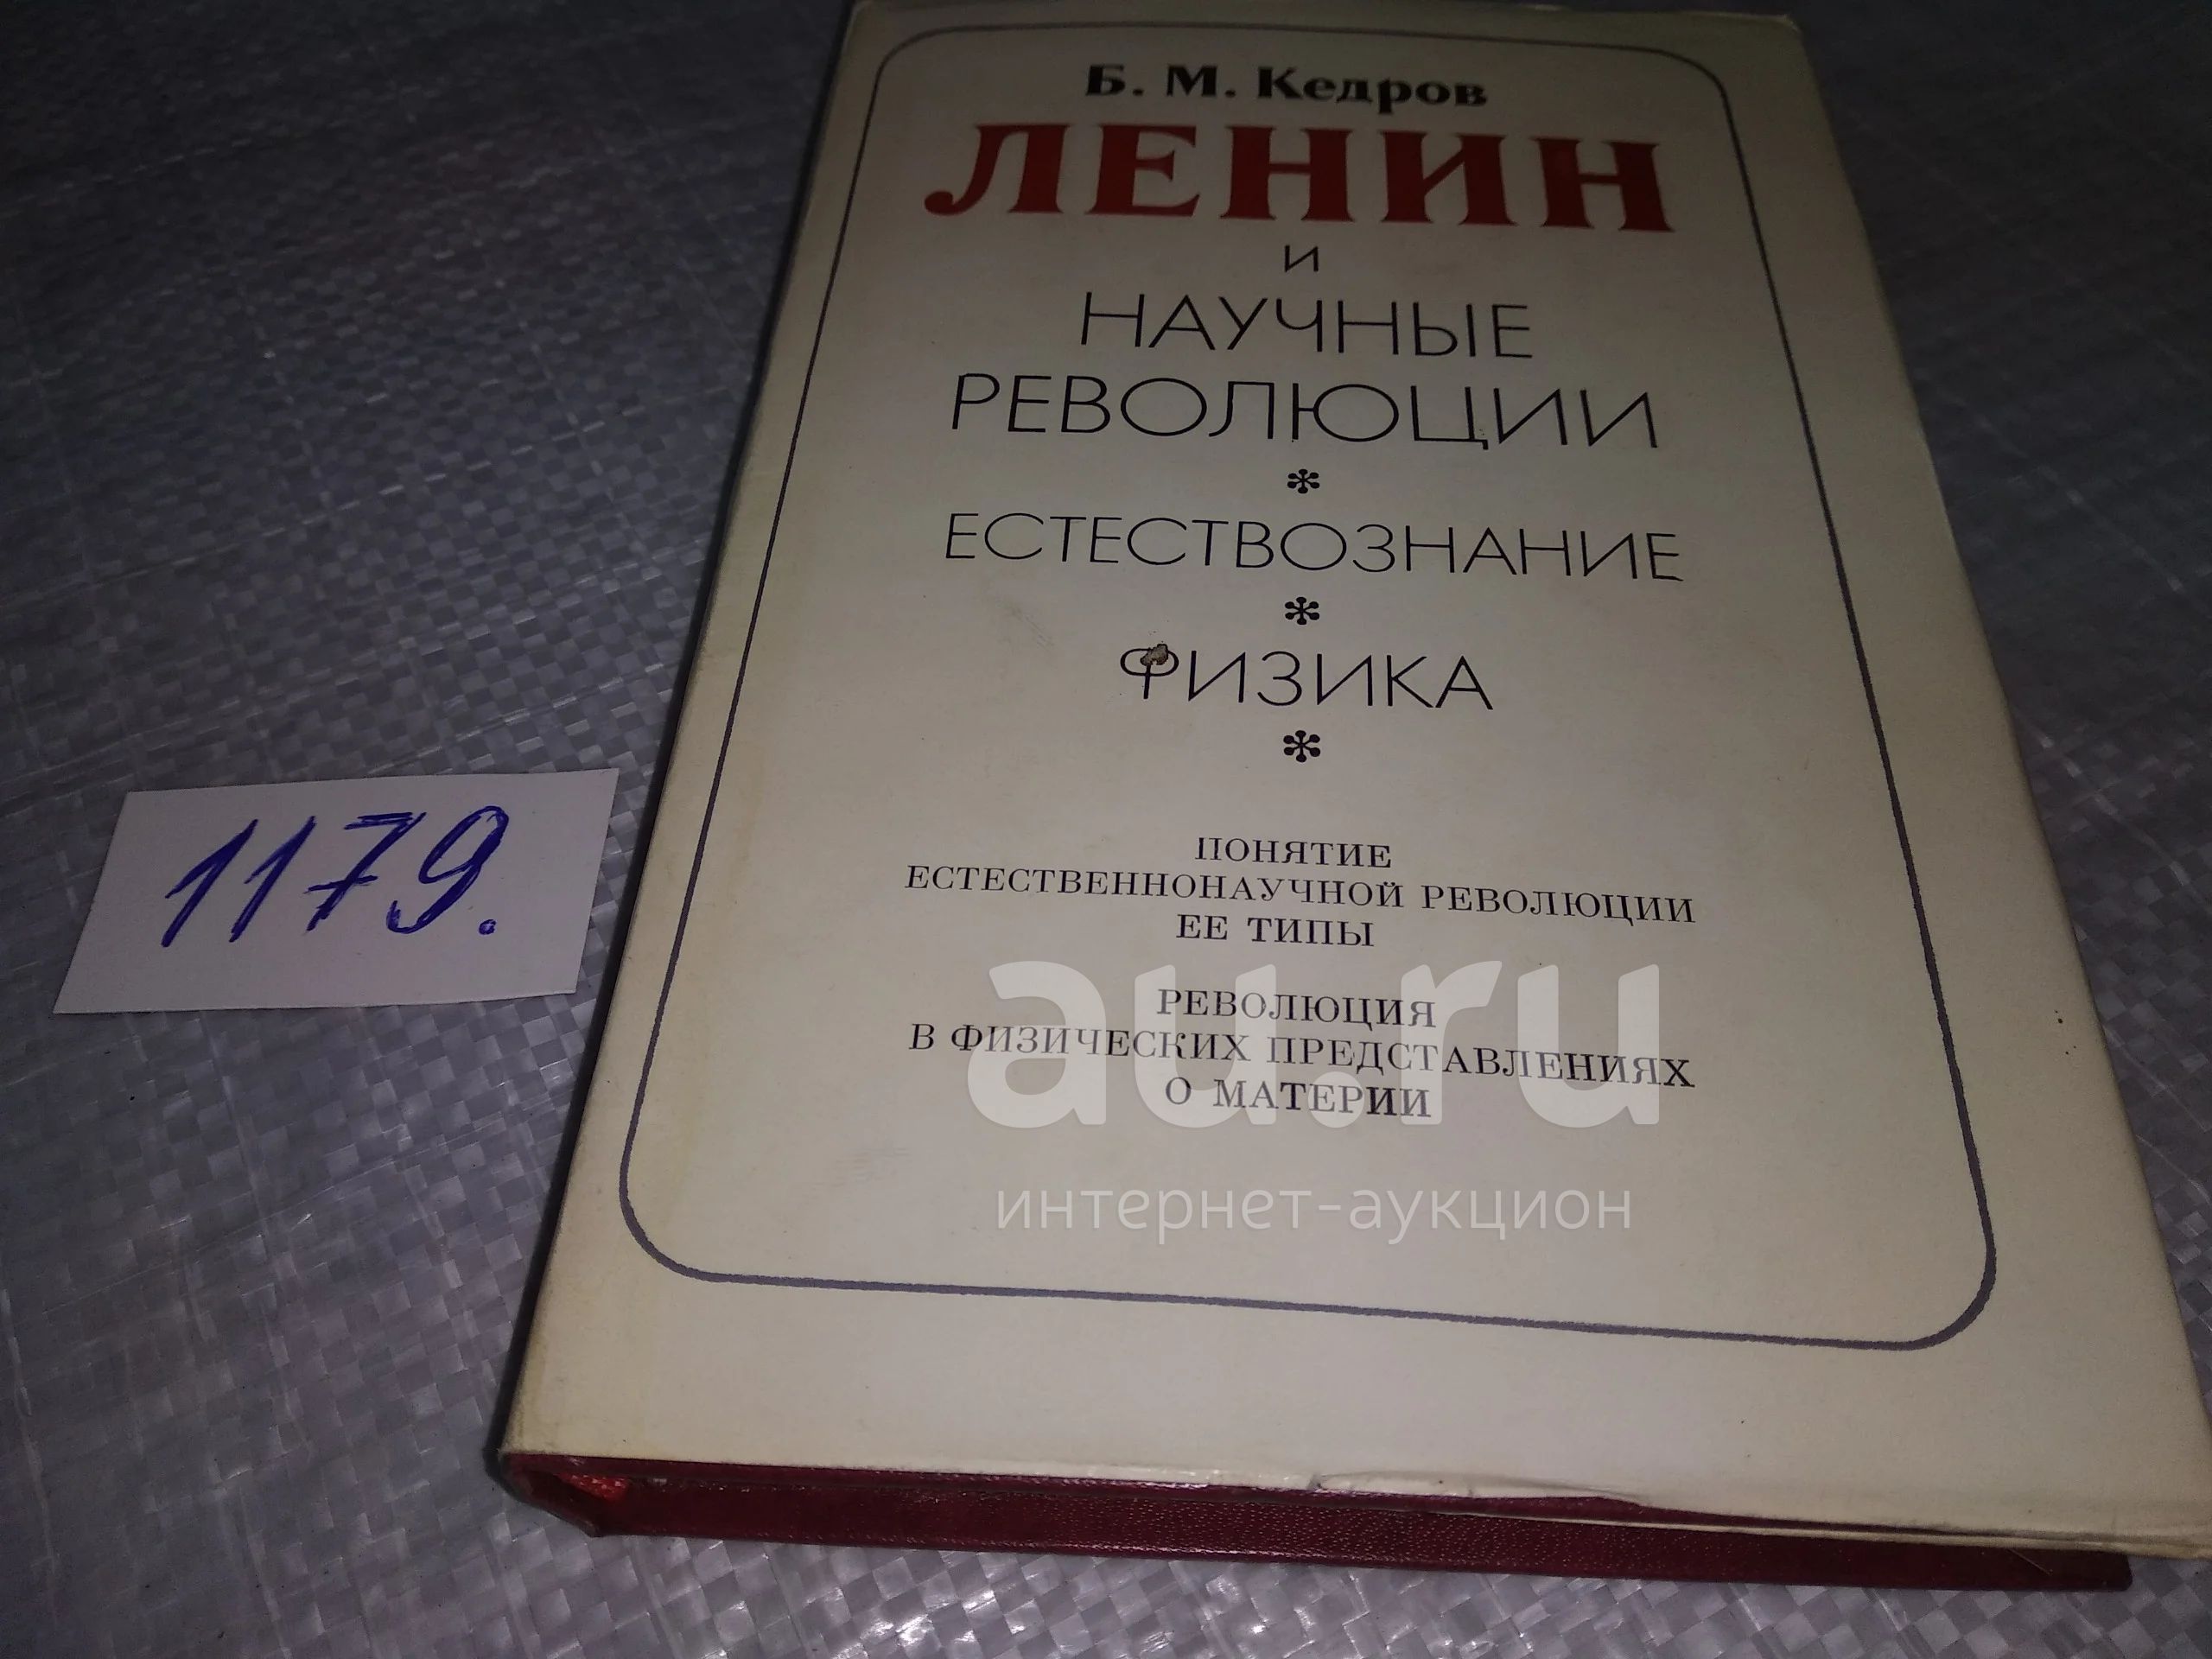 Б. М. Кедров
ЛЕНИН
И
НАУЧНЫЕ
РЕВОЛЮЦИИ
*
ЕСТЕСТВОЗНАНИЕ
*
ФИЗИКА
*
ПОНЯТИЕ
ЕСТЕСТВЕННОНАУЧНОЙ РЕВОЛЮЦИИ
ЕЕ ТИПЫ
РЕВОЛЮЦИЯ
В ФИЗИЧЕСКИХ ПРЕДСТАВЛЕНИЯХ
О МАТЕРИИ
1179.
au.ru
интернет-аукцион